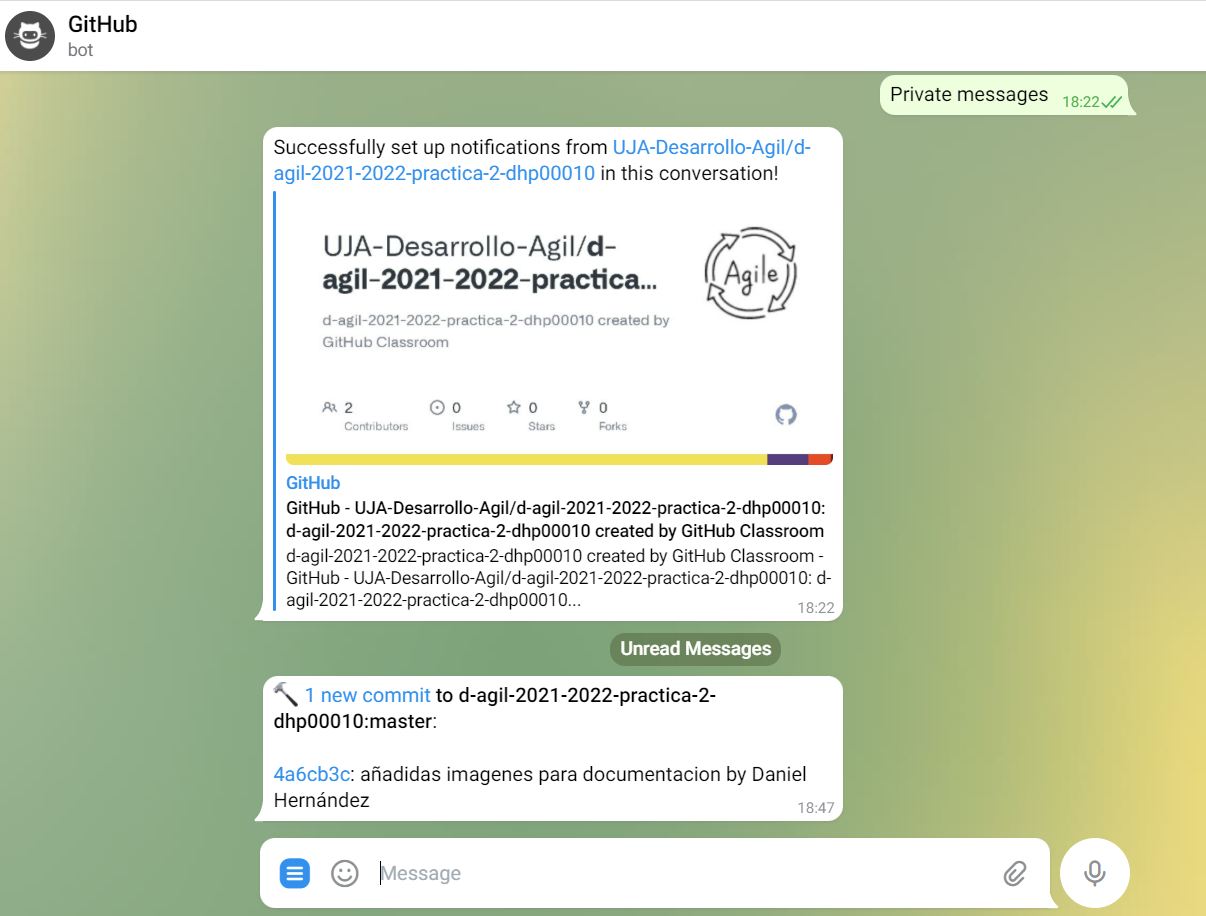 GitHub
bot
Private messages 18:22
Successfully set up notifications from UJA-Desarrollo-Agil/d-
agil-2021-2022-practica-2-dhp00010 in this conversation!
UJA-Desarrollo-Agil/d-
agil-2021-2022-practica...
Agile
d-agil-2021-2022-practica-2-dhp00010 created by
GitHub Classroom
2 0 0 0
Contributors Issues Stars Forks
GitHub
GitHub - UJA-Desarrollo-Agil/d-agil-2021-2022-practica-2-dhp00010:
d-agil-2021-2022-practica-2-dhp00010 created by GitHub Classroom
d-agil-2021-2022-practica-2-dhp00010 created by GitHub Classroom -
GitHub - UJA-Desarrollo-Agil/d-agil-2021-2022-practica-2-dhp00010: d-
agil-2021-2022-practica-2-dhp00010... 18:22
Unread Messages
1 new commit to d-agil-2021-2022-practica-2-
dhp00010:master:
4a6cb3c: añadidas imagenes para documentacion by Daniel
Hernández 18:47
Message